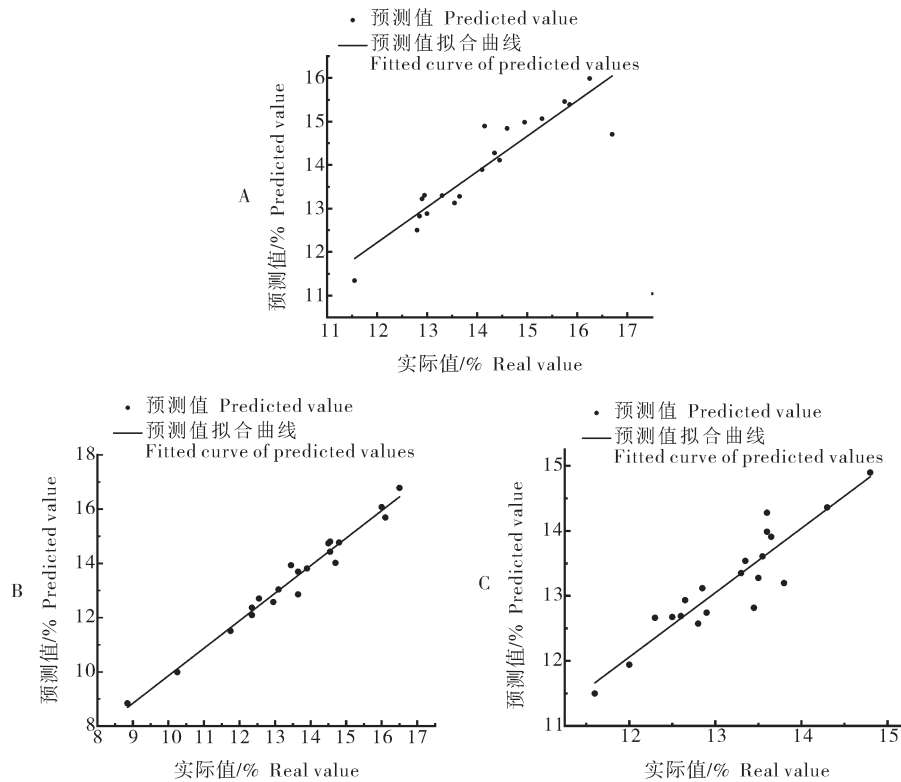 预测值 Predicted value
预测值拟合曲线
Fitted curve of predicted values
A
预测值/% Predicted value
16
15
14
13
12
11
11 12 13 14 15 16 17
实际值/% Real value
预测值 Predicted value
预测值拟合曲线
Fitted curve of predicted values
B
预测值/% Predicted value
18
16
14
12
10
8
8 9 10 11 12 13 14 15 16 17
实际值/% Real value
预测值 Predicted value
预测值拟合曲线
Fitted curve of predicted values
C
预测值/% Predicted value
15
14
13
12
11
12 13 14 15
实际值/% Real value